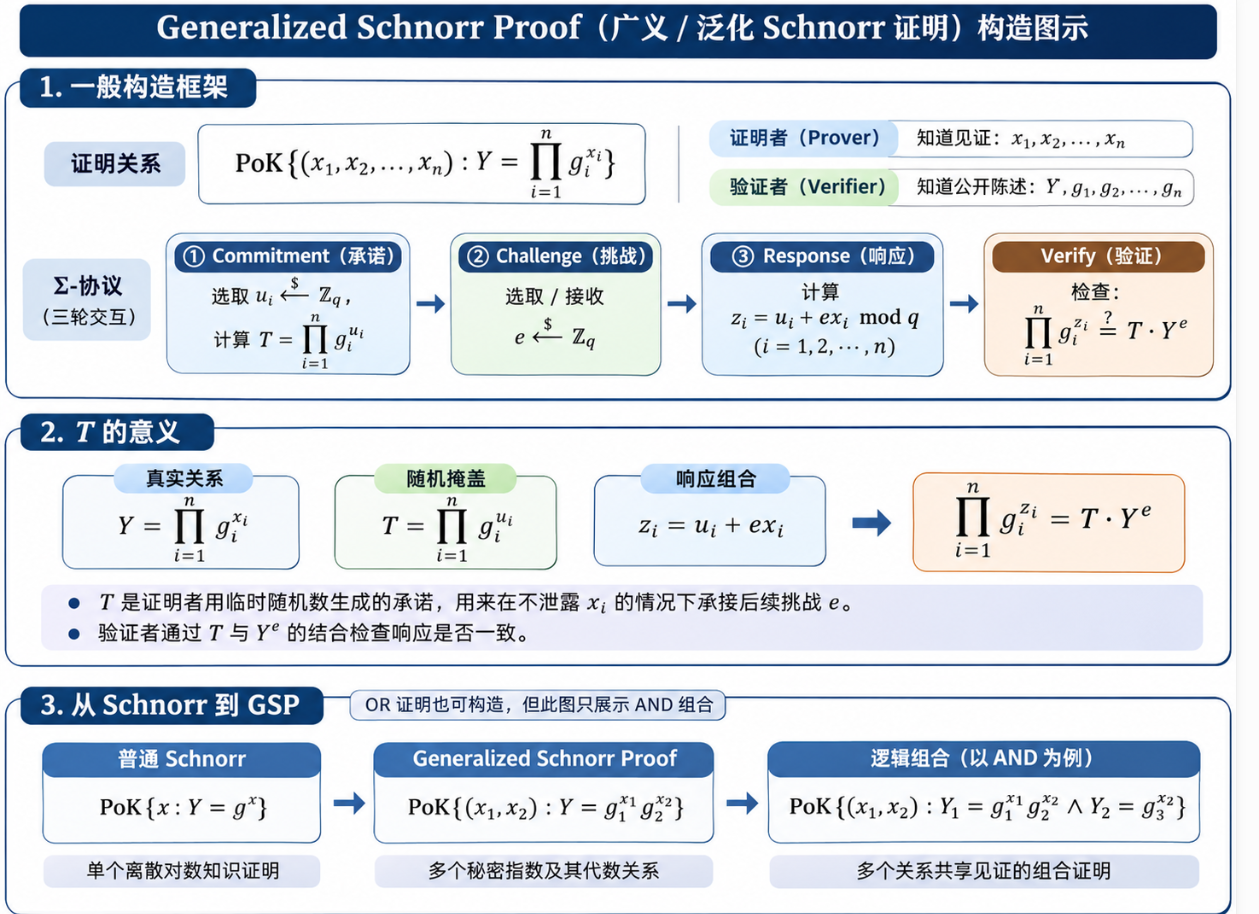 Generalized Schnorr Proof（广义 / 泛化 Schnorr 证明）构造图示
1. 一般构造框架
证明关系
PoK{(x₁, x₂, …, xₙ) : Y = ∏ᵢ₌₁ⁿ gᵢ^{xᵢ}}
证明者（Prover） 知道见证：x₁, x₂, …, xₙ
验证者（Verifier） 知道公开陈述：Y, g₁, g₂, …, gₙ
Σ-协议
（三轮交互）
① Commitment（承诺）
选取 uᵢ ←$ ℤ_q，
计算 T = ∏ᵢ₌₁ⁿ gᵢ^{uᵢ}
② Challenge（挑战）
选取 / 接收
e ←$ ℤ_q
③ Response（响应）
计算
zᵢ = uᵢ + exᵢ mod q
(i = 1, 2, ⋯, n)
Verify（验证）
检查：
∏ᵢ₌₁ⁿ gᵢ^{zᵢ} ≟ T · Y^e
2. T 的意义
真实关系
Y = ∏ᵢ₌₁ⁿ gᵢ^{xᵢ}
随机掩盖
T = ∏ᵢ₌₁ⁿ gᵢ^{uᵢ}
响应组合
zᵢ = uᵢ + exᵢ
∏ᵢ₌₁ⁿ gᵢ^{zᵢ} = T · Y^e
● T 是证明者用临时随机数生成的承诺，用来在不泄露 xᵢ 的情况下承接后续挑战 e。
● 验证者通过 T 与 Y^e 的结合检查响应是否一致。
3. 从 Schnorr 到 GSP
OR 证明也可构造，但此图只展示 AND 组合
普通 Schnorr
PoK{x : Y = g^x}
单个离散对数知识证明
Generalized Schnorr Proof
PoK{(x₁, x₂) : Y = g₁^{x₁} g₂^{x₂}}
多个秘密指数及其代数关系
逻辑组合（以 AND 为例）
PoK{(x₁, x₂) : Y₁ = g₁^{x₁} g₂^{x₂} ∧ Y₂ = g₃^{x₂}}
多个关系共享见证的组合证明